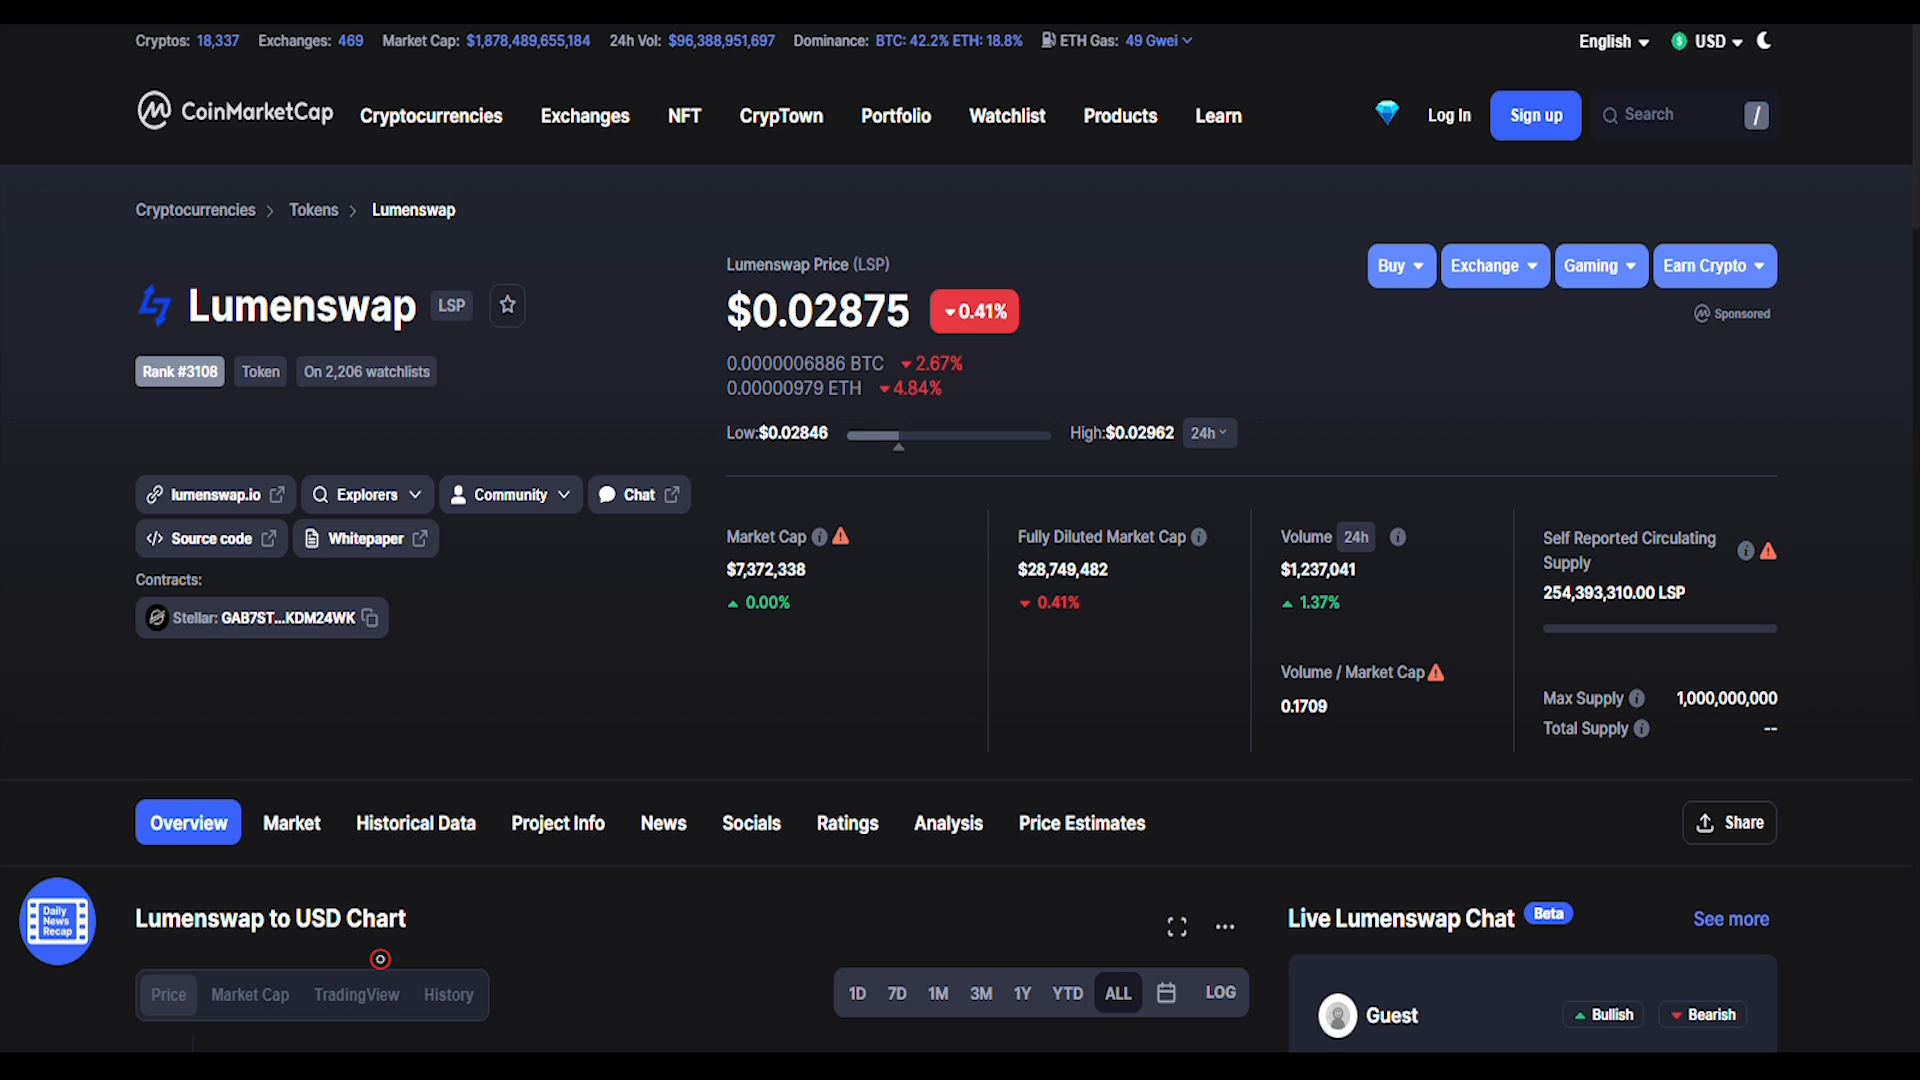 Cryptos: 18,337 Exchanges: 469 Market Cap: $1,878,489,655,184 24h Vol: $96,388,951,697 Dominance: BTC: 42.2% ETH: 18.8% ETH Gas: 49 Gwei English USD
CoinMarketCap Cryptocurrencies Exchanges NFT CrypTown Portfolio Watchlist Products Learn Log In Sign up Search /
Cryptocurrencies > Tokens > Lumenswap
Lumenswap LSP
Rank #3108 Token On 2,206 watchlists
lumenswap.io Explorers Community Chat
Source code Whitepaper
Contracts:
Stellar: GAB7ST...KDM24WK
Lumenswap Price (LSP)
$0.02875 0.41%
0.0000006886 BTC 2.67%
0.00000979 ETH 4.84%
Low:$0.02846 High:$0.02962 24h
Buy Exchange Gaming Earn Crypto
Sponsored
Market Cap
$7,372,338
0.00%
Fully Diluted Market Cap
$28,749,482
0.41%
Volume 24h
$1,237,041
1.37%
Volume / Market Cap
0.1709
Self Reported Circulating
Supply
254,393,310.00 LSP
Max Supply 1,000,000,000
Total Supply --
Overview Market Historical Data Project Info News Socials Ratings Analysis Price Estimates Share
Daily
News
Recap
Lumenswap to USD Chart
Price Market Cap TradingView History
1D 7D 1M 3M 1Y YTD ALL LOG
Live Lumenswap Chat Beta See more
Guest Bullish Bearish